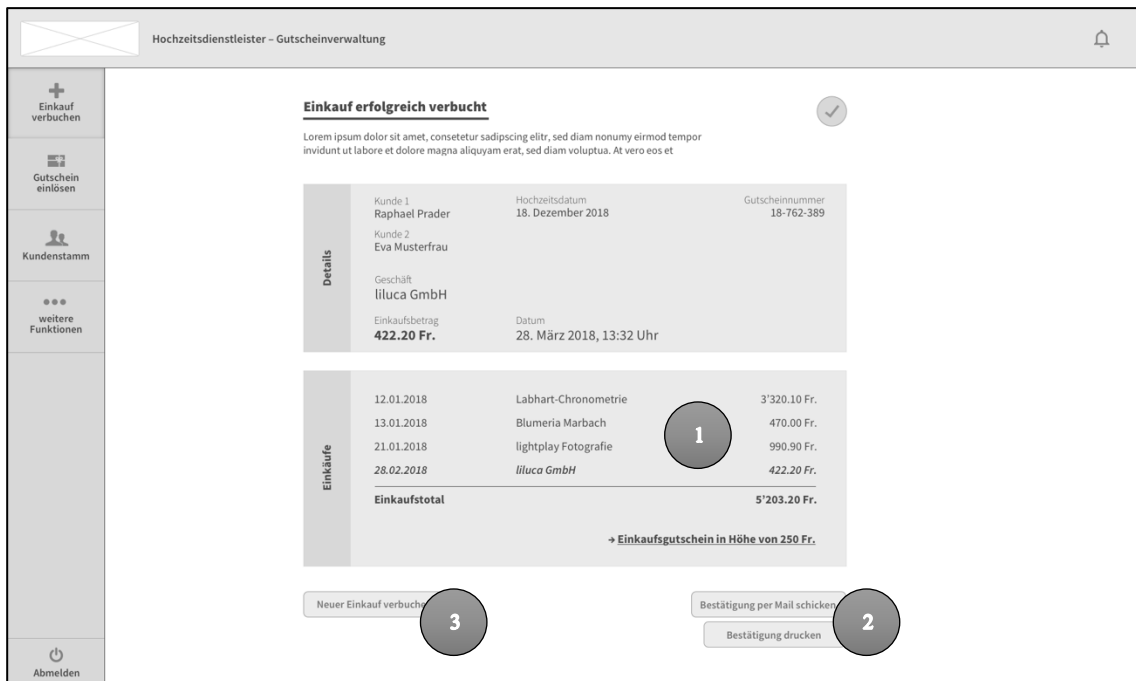 Hochzeitsdienstleister – Gutscheinverwaltung
Einkauf
verbuchen
Gutschein
einlösen
Kundenstamm
weitere
Funktionen
Abmelden
Einkauf erfolgreich verbucht
Lorem ipsum dolor sit amet, consetetur sadipscing elitr, sed diam nonumy eirmod tempor
invidunt ut labore et dolore magna aliquyam erat, sed diam voluptua. At vero eos et
Details
Kunde 1 Hochzeitsdatum Gutscheinnummer
Raphael Prader 18. Dezember 2018 18-762-389
Kunde 2
Eva Musterfrau
Geschäft
liluca GmbH
Einkaufsbetrag Datum
422.20 Fr. 28. März 2018, 13:32 Uhr
Einkäufe
12.01.2018 Labhart-Chronometrie 3’320.10 Fr.
13.01.2018 Blumeria Marbach 470.00 Fr.
21.01.2018 lightplay Fotografie 990.90 Fr.
28.02.2018 liluca GmbH 422.20 Fr.
Einkaufstotal 5’203.20 Fr.
→ Einkaufsgutschein in Höhe von 250 Fr.
1
Neuer Einkauf verbuche
3
Bestätigung per Mail schicken
Bestätigung drucken
2